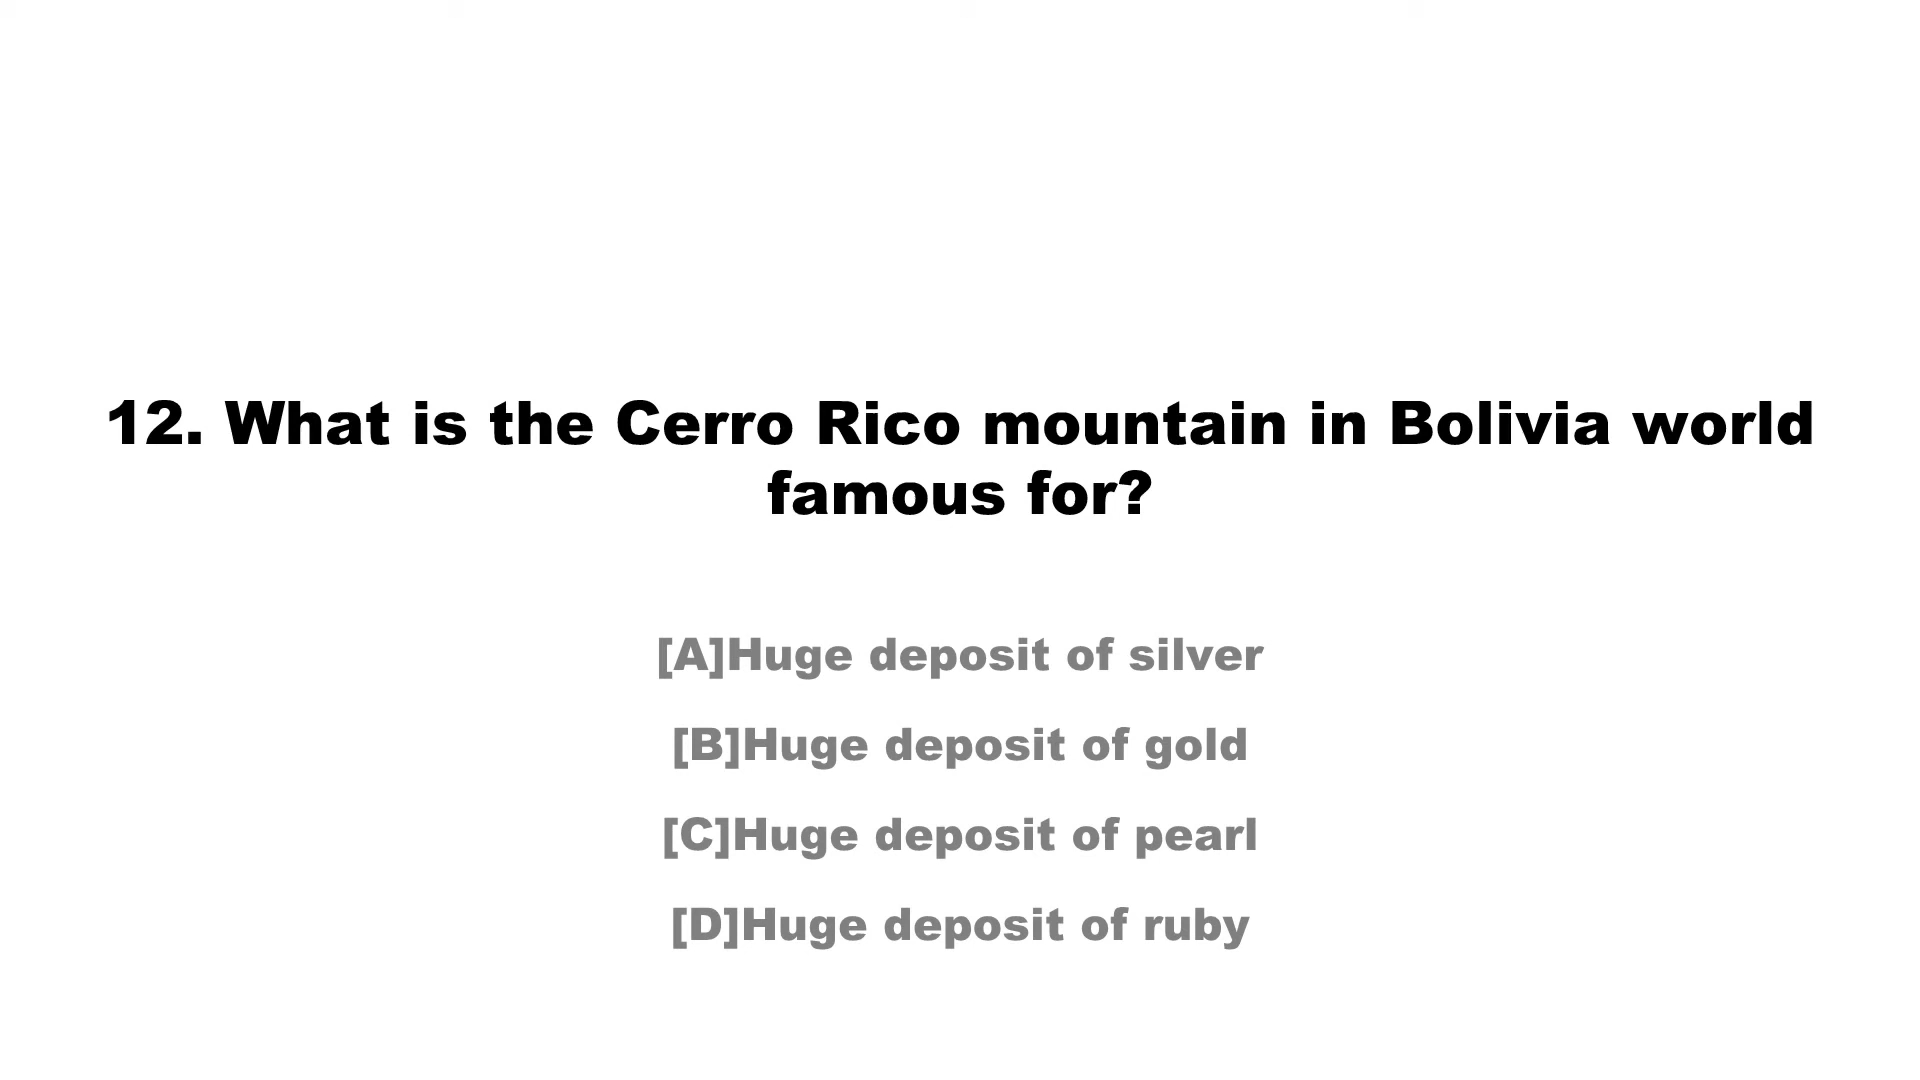 12. What is the Cerro Rico mountain in Bolivia world
famous for?
[A]Huge deposit of silver
[B]Huge deposit of gold
[C]Huge deposit of pearl
[D]Huge deposit of ruby